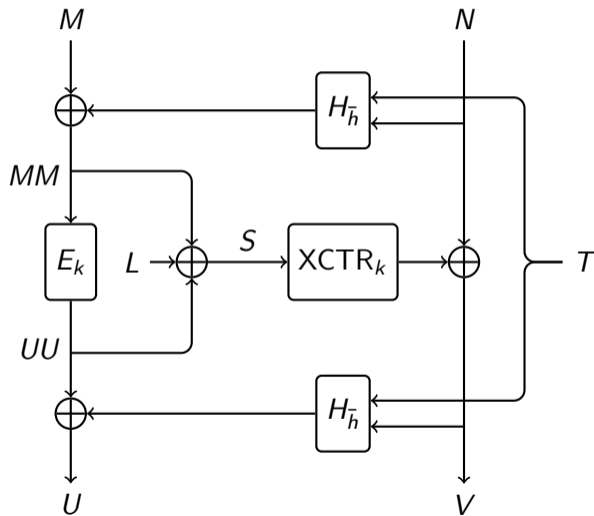 M N
H_h̄
MM
E_k L S XCTR_k T
UU
H_h̄
U V